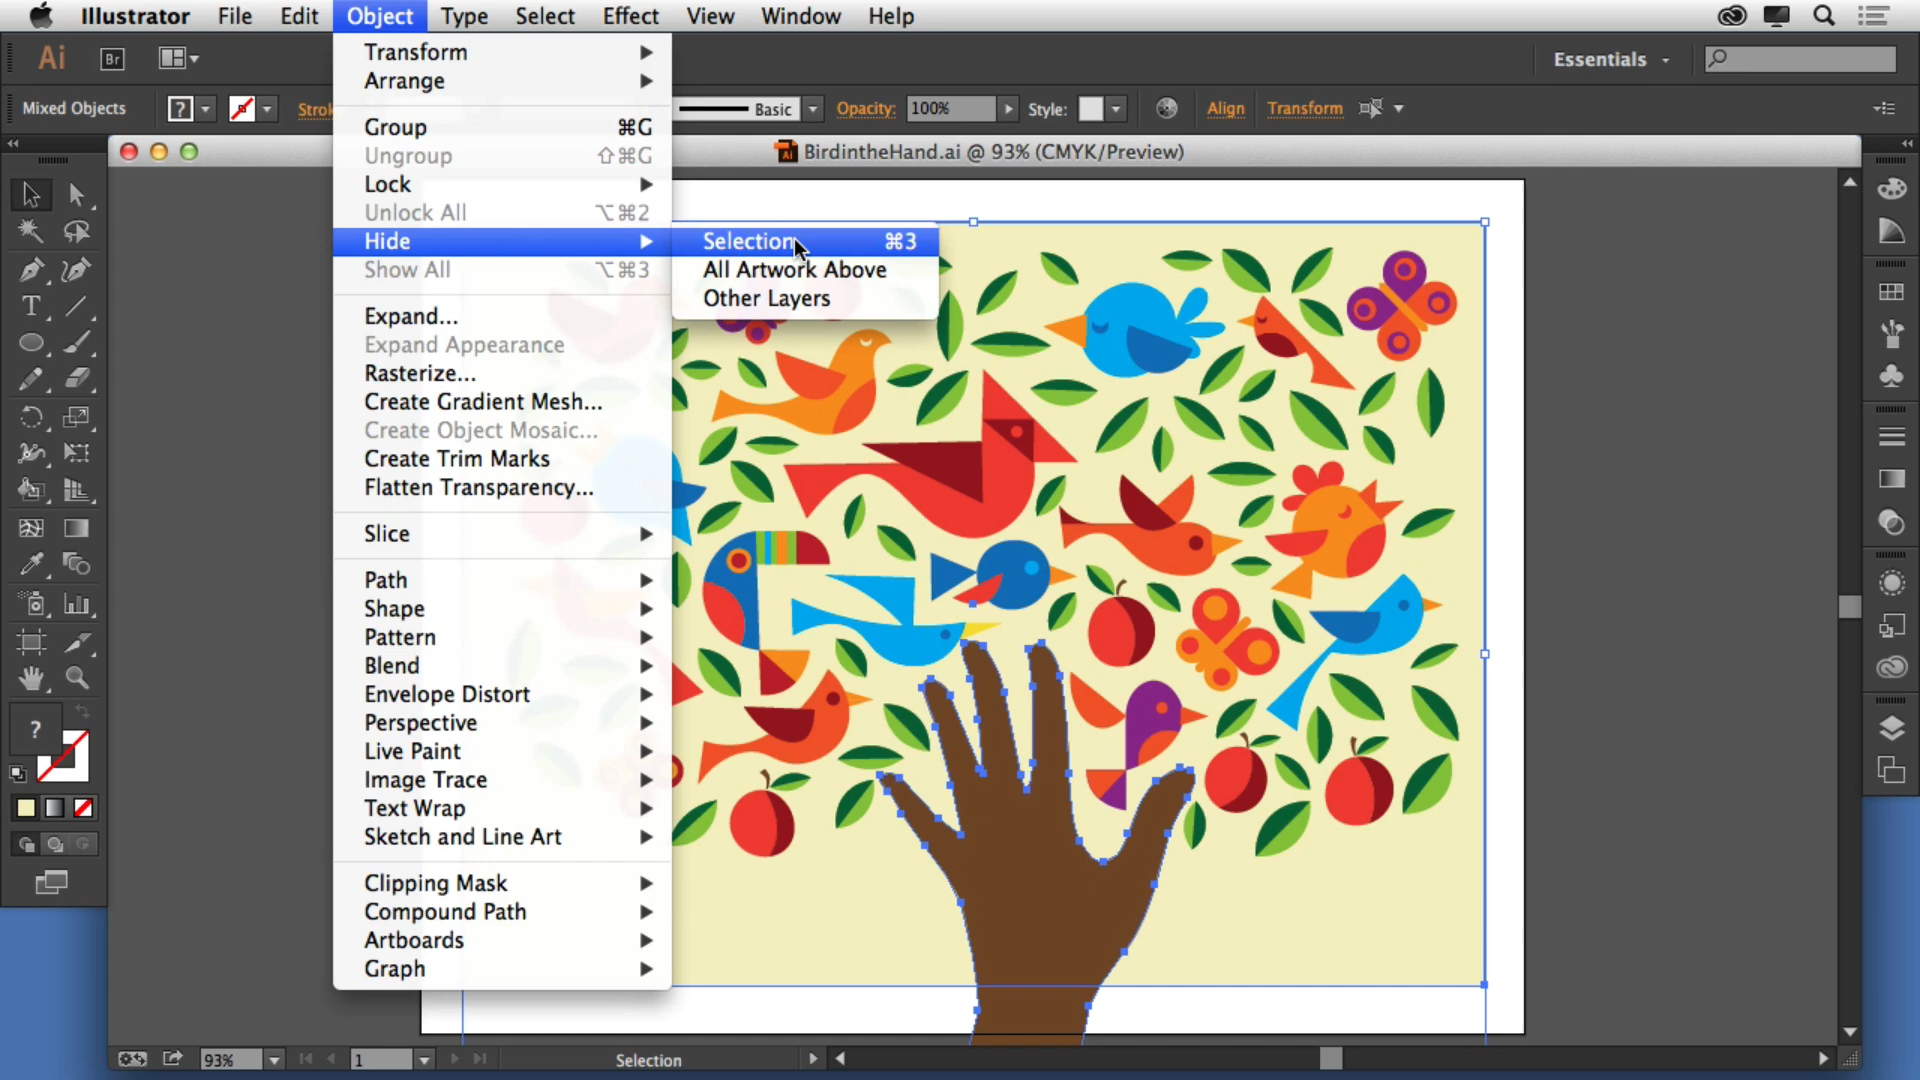 Illustrator File Edit Object Type Select Effect View Window Help
Ai Br Essentials
Mixed Objects ? Basic Opacity: 100% Style: Align Transform
BirdintheHand.ai @ 93% (CMYK/Preview)
Transform
Arrange
Group ⌘G
Ungroup ⇧⌘G
Lock
Unlock All ⌥⌘2
Hide
Show All ⌥⌘3
Selection ⌘3
All Artwork Above
Other Layers
Expand...
Expand Appearance
Rasterize...
Create Gradient Mesh...
Create Object Mosaic...
Create Trim Marks
Flatten Transparency...
Slice
Path
Shape
Pattern
Blend
Envelope Distort
Perspective
Live Paint
Image Trace
Text Wrap
Sketch and Line Art
Clipping Mask
Compound Path
Artboards
Graph
?
93% 1 Selection